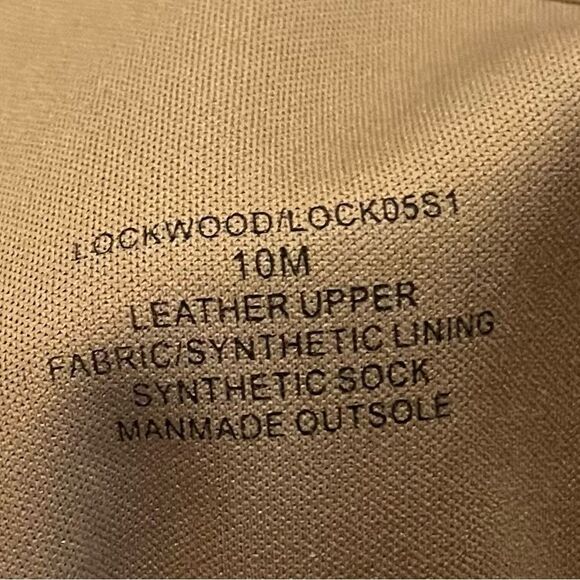 LOCKWOOD/LOCK05S1
10M
LEATHER UPPER
FABRIC/SYNTHETIC LINING
SYNTHETIC SOCK
MANMADE OUTSOLE